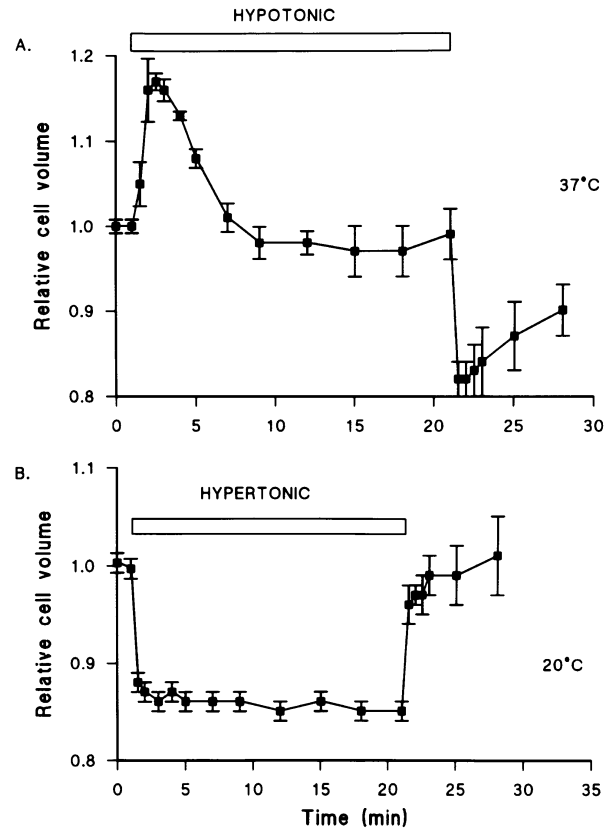 HYPOTONIC
A.
1.2
1.1
1.0
0.9
0.8
Relative cell volume
37°C
0 5 10 15 20 25 30
B.
HYPERTONIC
1.1
1.0
0.9
0.8
Relative cell volume
20°C
0 5 10 15 20 25 30 35
Time (min)